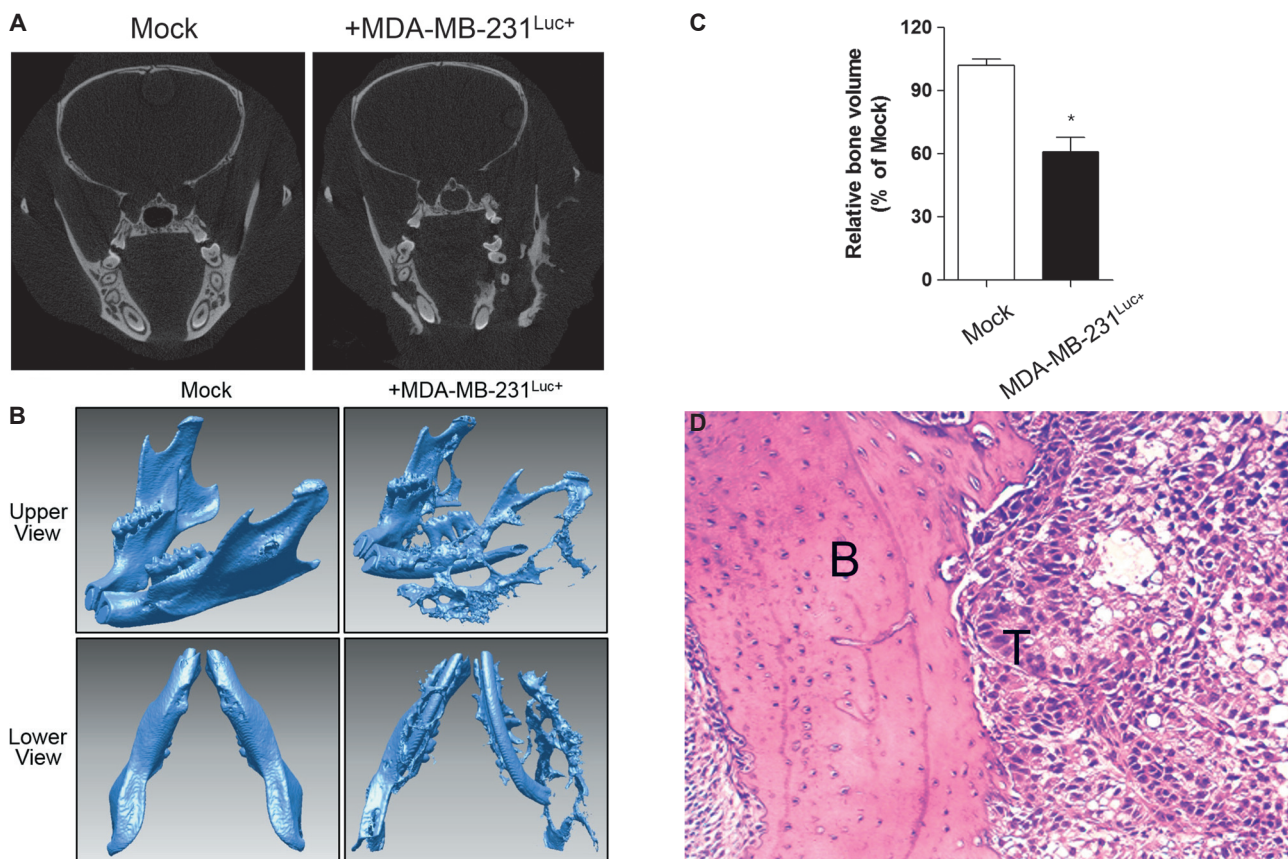 A
Mock
+MDA-MB-231Luc+
B
Mock
+MDA-MB-231Luc+
Upper
View
Lower
View
C
Relative bone volume
(% of Mock)
120
90
60
30
0
*
Mock
MDA-MB-231Luc+
D
B
T